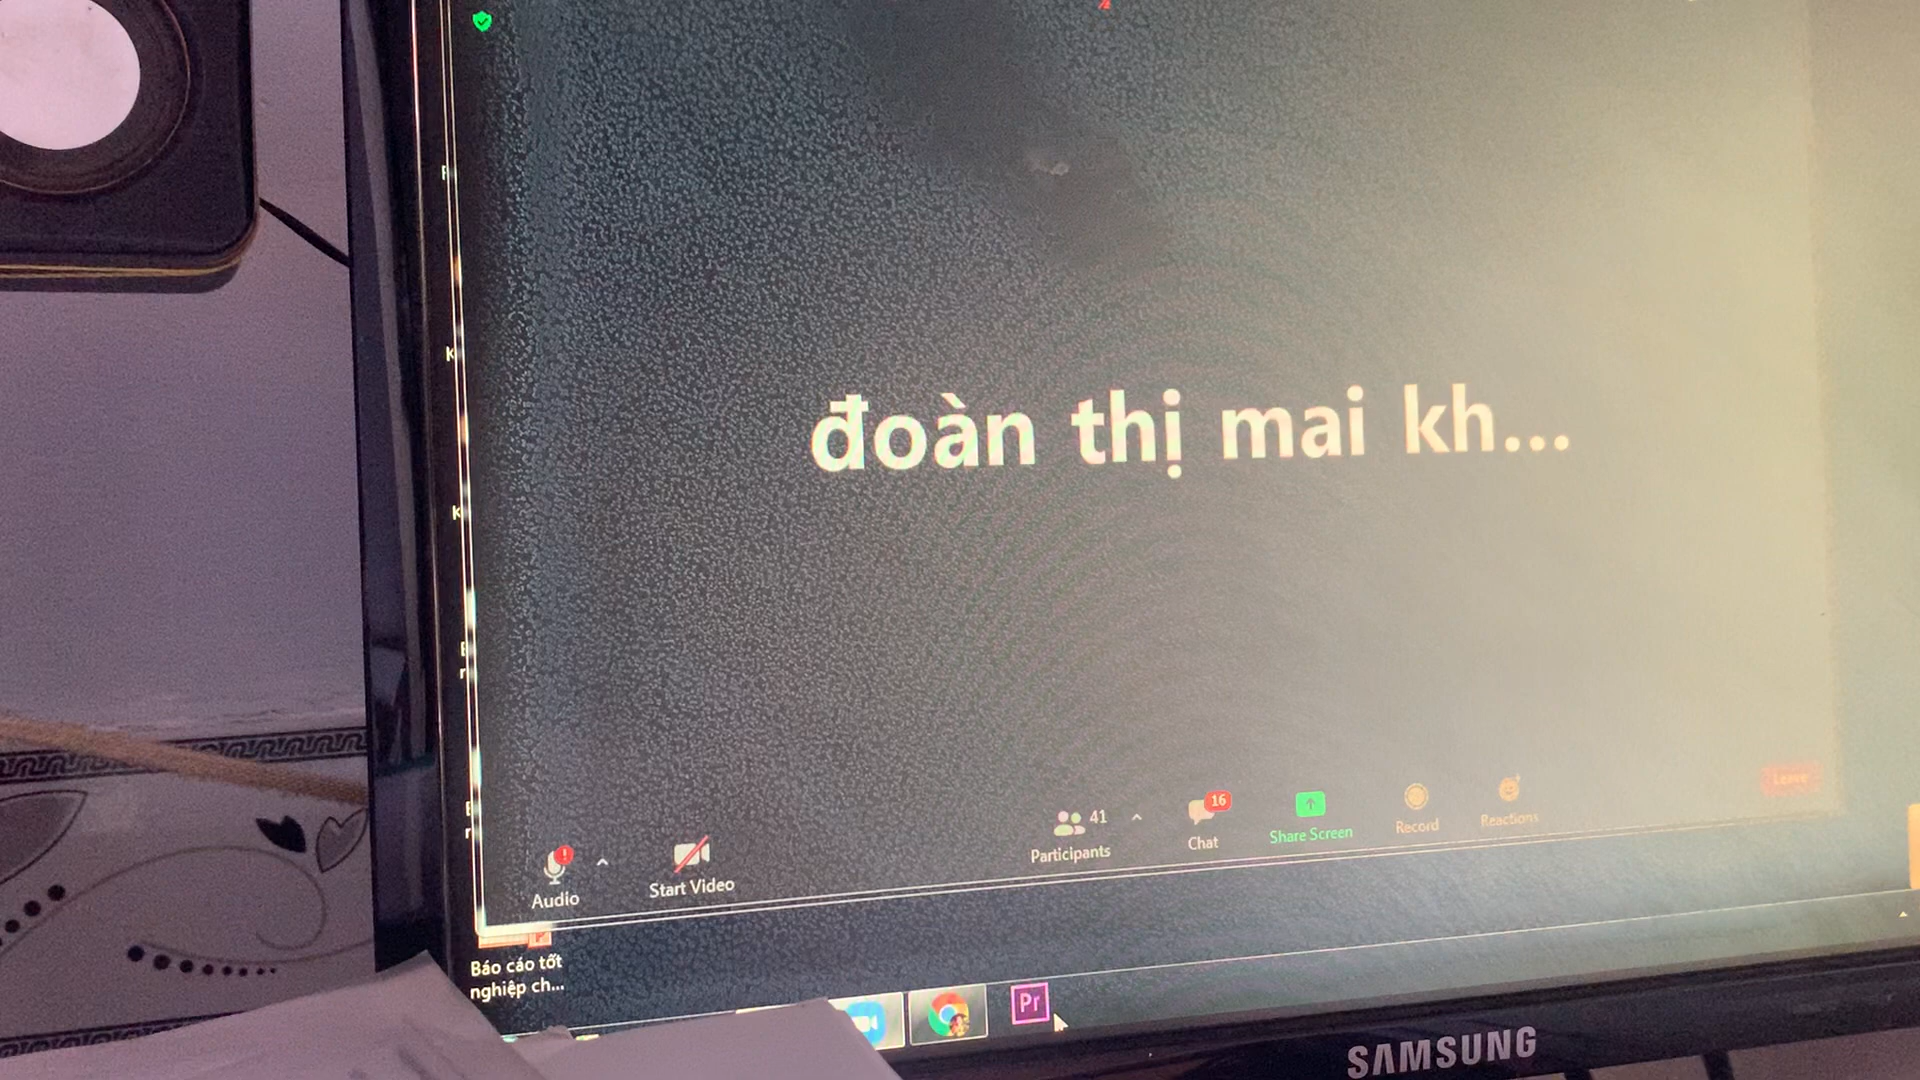 đoàn thị mai kh...
41
16
Audio
Start Video
Participants
Chat
Share Screen
Record
Reactions
Leave
Báo cáo tốt
nghiệp ch...
Pr
SAMSUNG